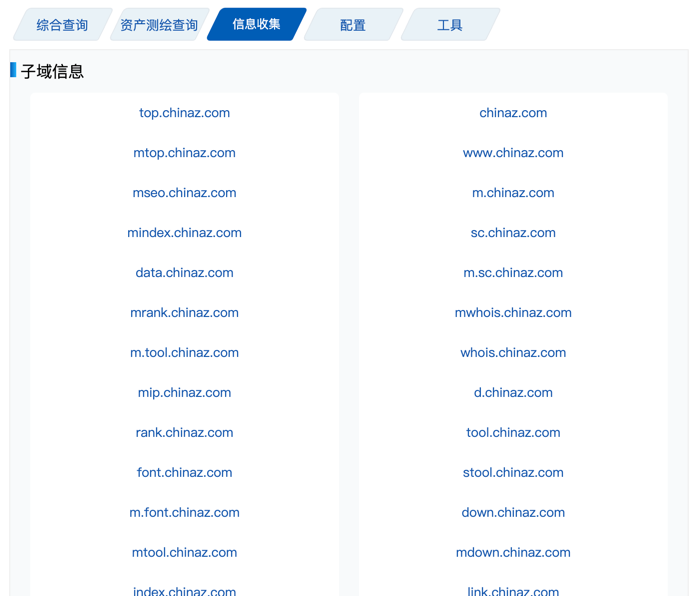 综合查询 资产测绘查询 信息收集 配置 工具
子域信息
top.chinaz.com chinaz.com
mtop.chinaz.com www.chinaz.com
mseo.chinaz.com m.chinaz.com
mindex.chinaz.com sc.chinaz.com
data.chinaz.com m.sc.chinaz.com
mrank.chinaz.com mwhois.chinaz.com
m.tool.chinaz.com whois.chinaz.com
mip.chinaz.com d.chinaz.com
rank.chinaz.com tool.chinaz.com
font.chinaz.com stool.chinaz.com
m.font.chinaz.com down.chinaz.com
mtool.chinaz.com mdown.chinaz.com
index.chinaz.com link.chinaz.com